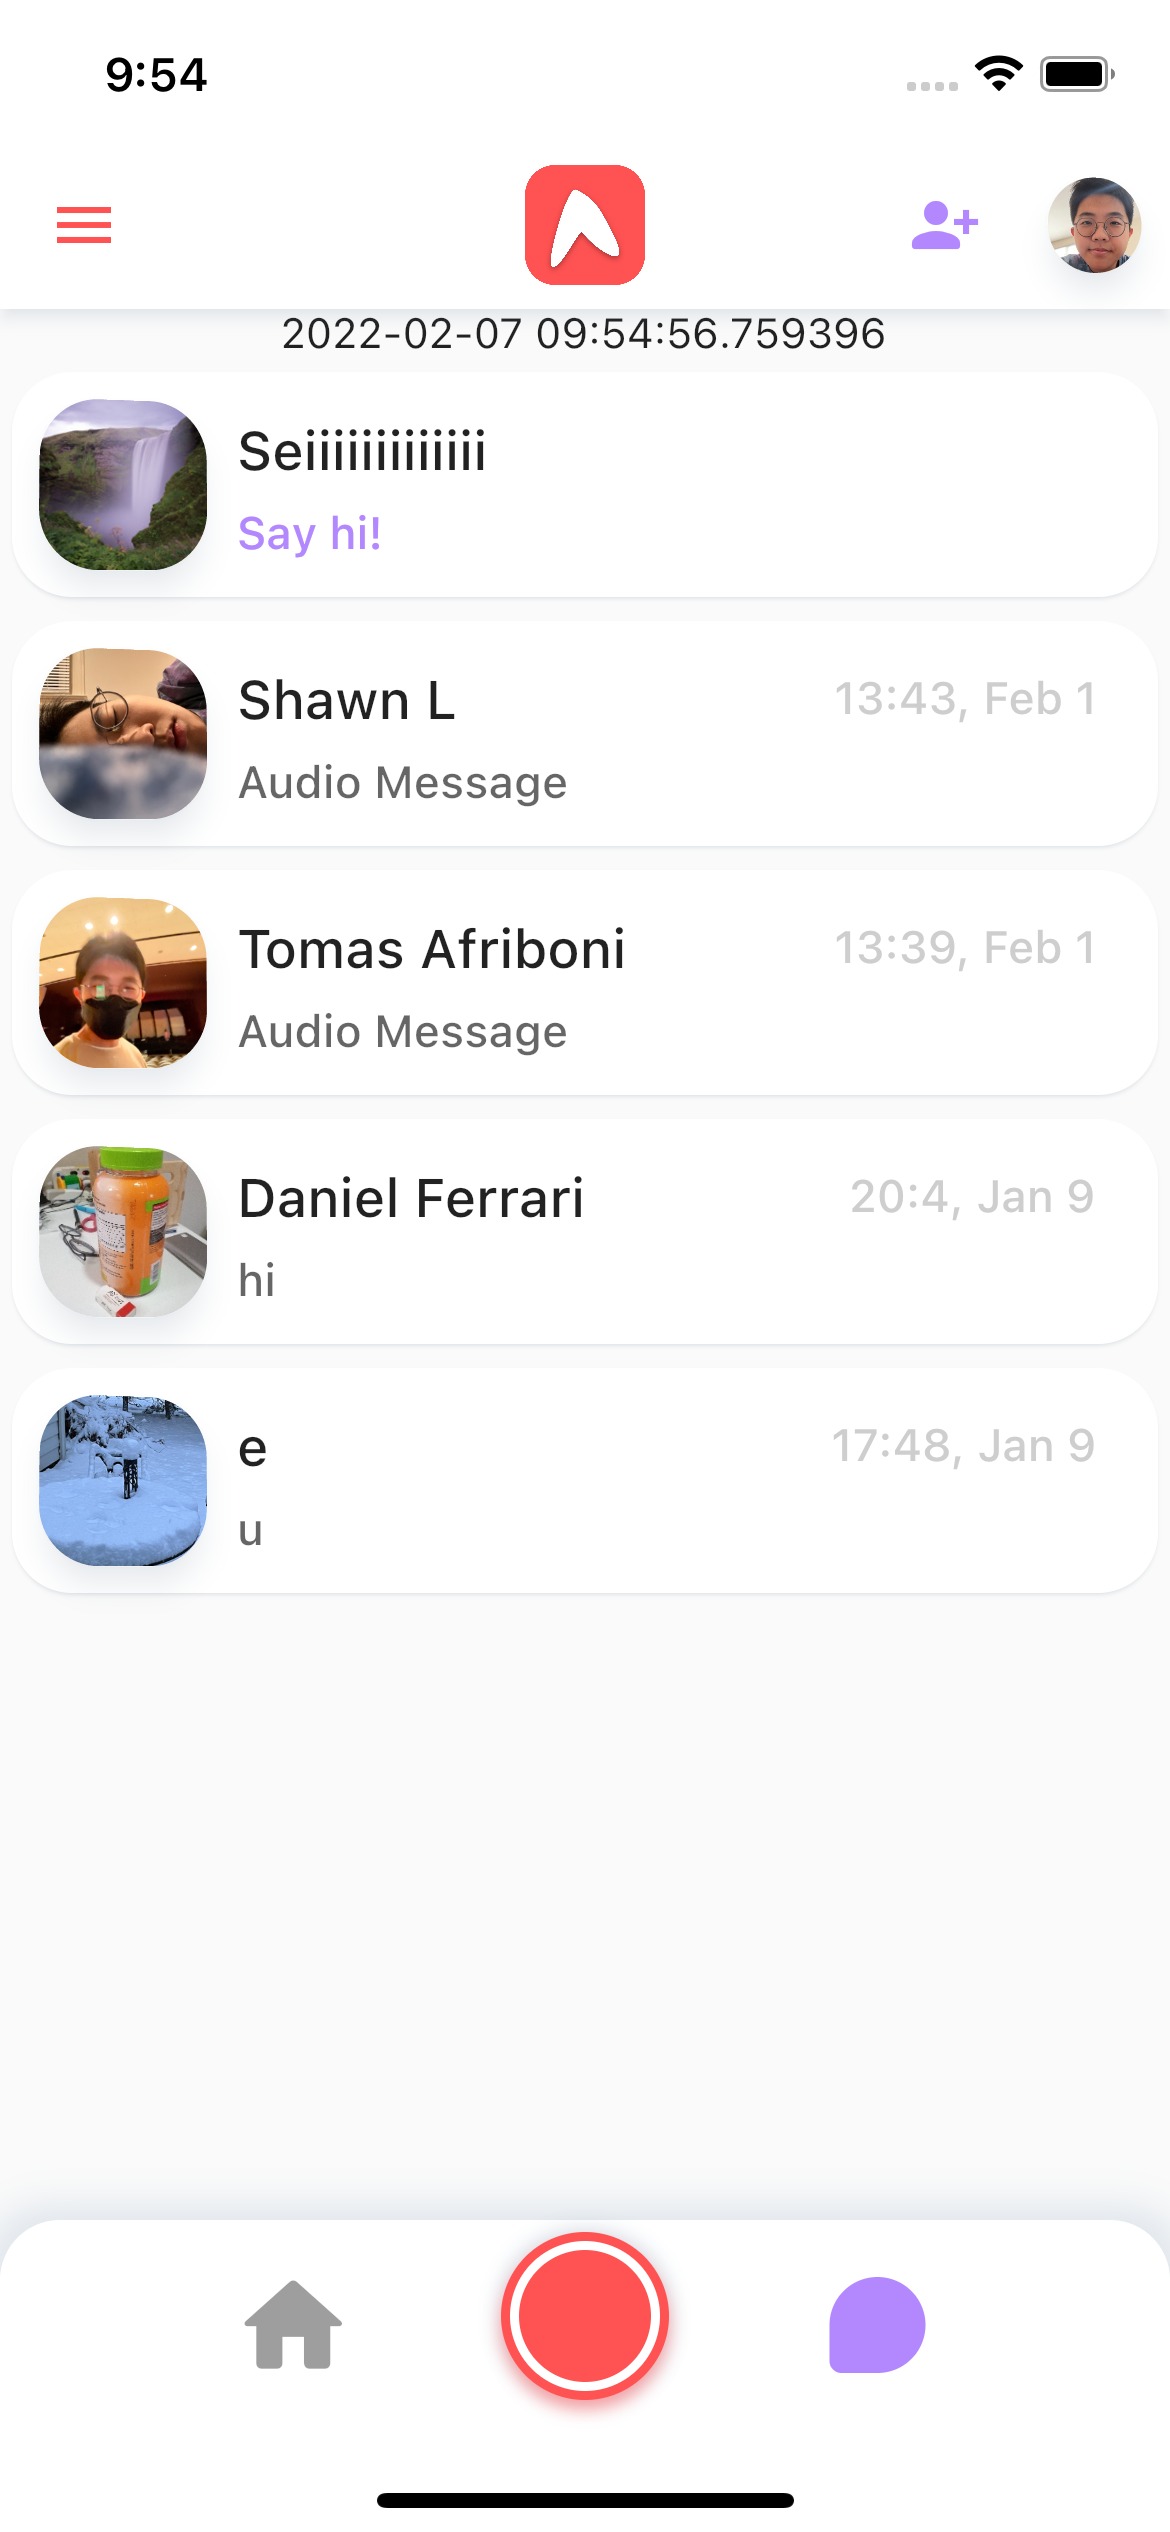 9:54
2022-02-07 09:54:56.759396
Seiiiiiiiiiiiii
Say hi!
Shawn L
13:43, Feb 1
Audio Message
Tomas Afriboni
13:39, Feb 1
Audio Message
Daniel Ferrari
20:4, Jan 9
hi
e
17:48, Jan 9
u